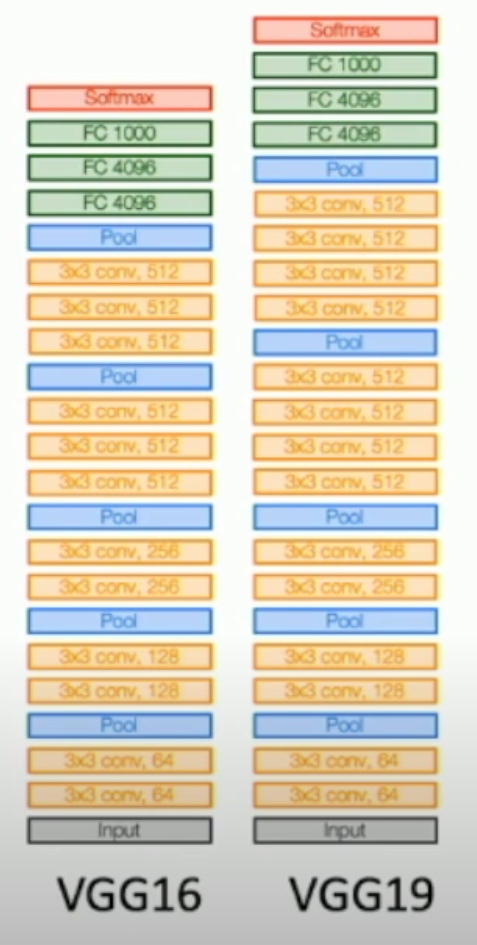 Softmax
FC 1000
FC 4096
FC 4096
Pool
3x3 conv, 512
3x3 conv, 512
3x3 conv, 512
Pool
3x3 conv, 512
3x3 conv, 512
3x3 conv, 512
Pool
3x3 conv, 256
3x3 conv, 256
Pool
3x3 conv, 128
3x3 conv, 128
Pool
3x3 conv, 64
3x3 conv, 64
Input
VGG16
Softmax
FC 1000
FC 4096
FC 4096
Pool
3x3 conv, 512
3x3 conv, 512
3x3 conv, 512
3x3 conv, 512
Pool
3x3 conv, 512
3x3 conv, 512
3x3 conv, 512
3x3 conv, 512
Pool
3x3 conv, 256
3x3 conv, 256
Pool
3x3 conv, 128
3x3 conv, 128
Pool
3x3 conv, 64
3x3 conv, 64
Input
VGG19